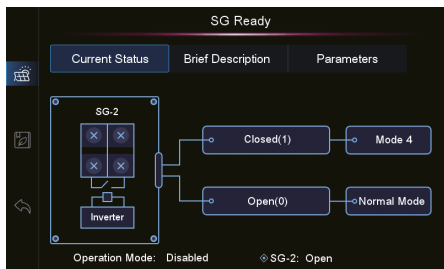 SG Ready
Current Status Brief Description Parameters
SG-2
Closed(1) Mode 4
Open(0) Normal Mode
Inverter
Operation Mode: Disabled SG-2: Open